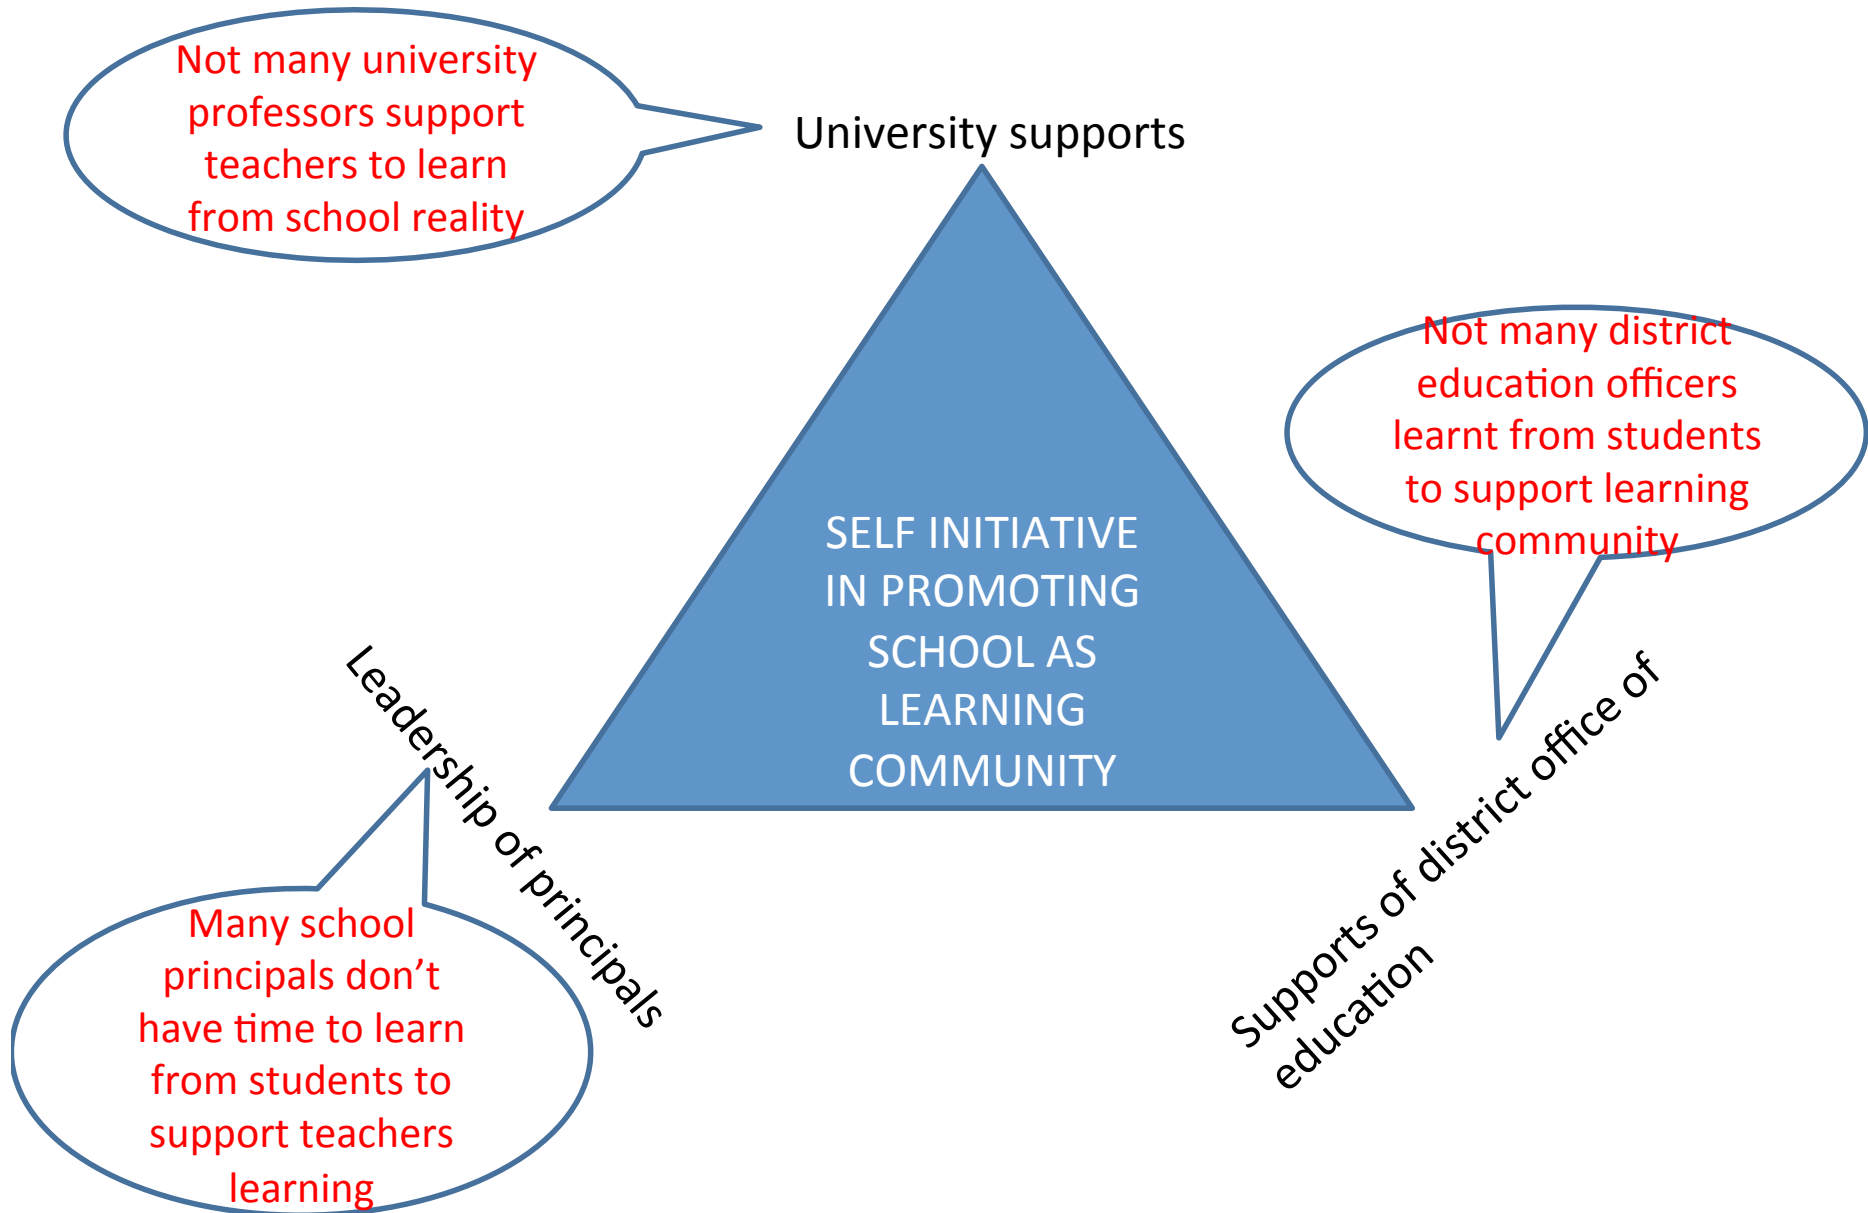 Not many university
professors support
teachers to learn
from school reality
University supports
Not many district
education officers
learnt from students
to support learning
community
SELF INITIATIVE
IN PROMOTING
SCHOOL AS
LEARNING
COMMUNITY
Leadership of principals
Supports of district office of
education
Many school
principals don’t
have time to learn
from students to
support teachers
learning